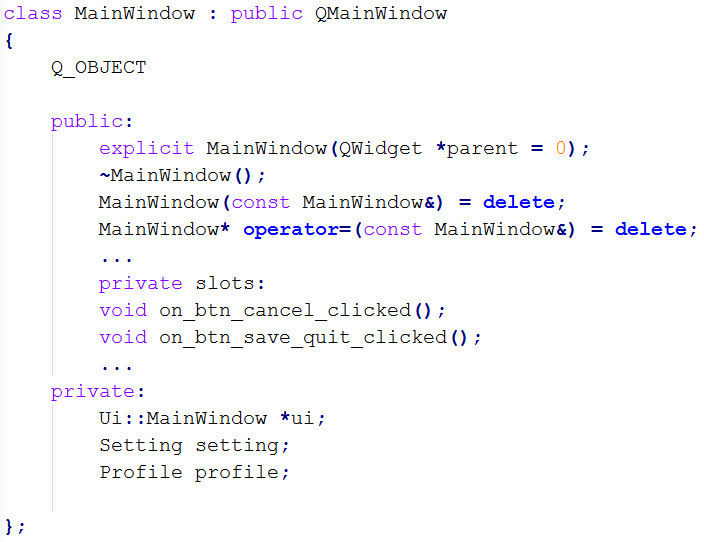 class MainWindow : public QMainWindow
{
    Q_OBJECT

    public:
        explicit MainWindow(QWidget *parent = 0);
        ~MainWindow();
        MainWindow(const MainWindow&) = delete;
        MainWindow* operator=(const MainWindow&) = delete;
        ...
        private slots:
        void on_btn_cancel_clicked();
        void on_btn_save_quit_clicked();
        ...
    private:
        Ui::MainWindow *ui;
        Setting setting;
        Profile profile;

};